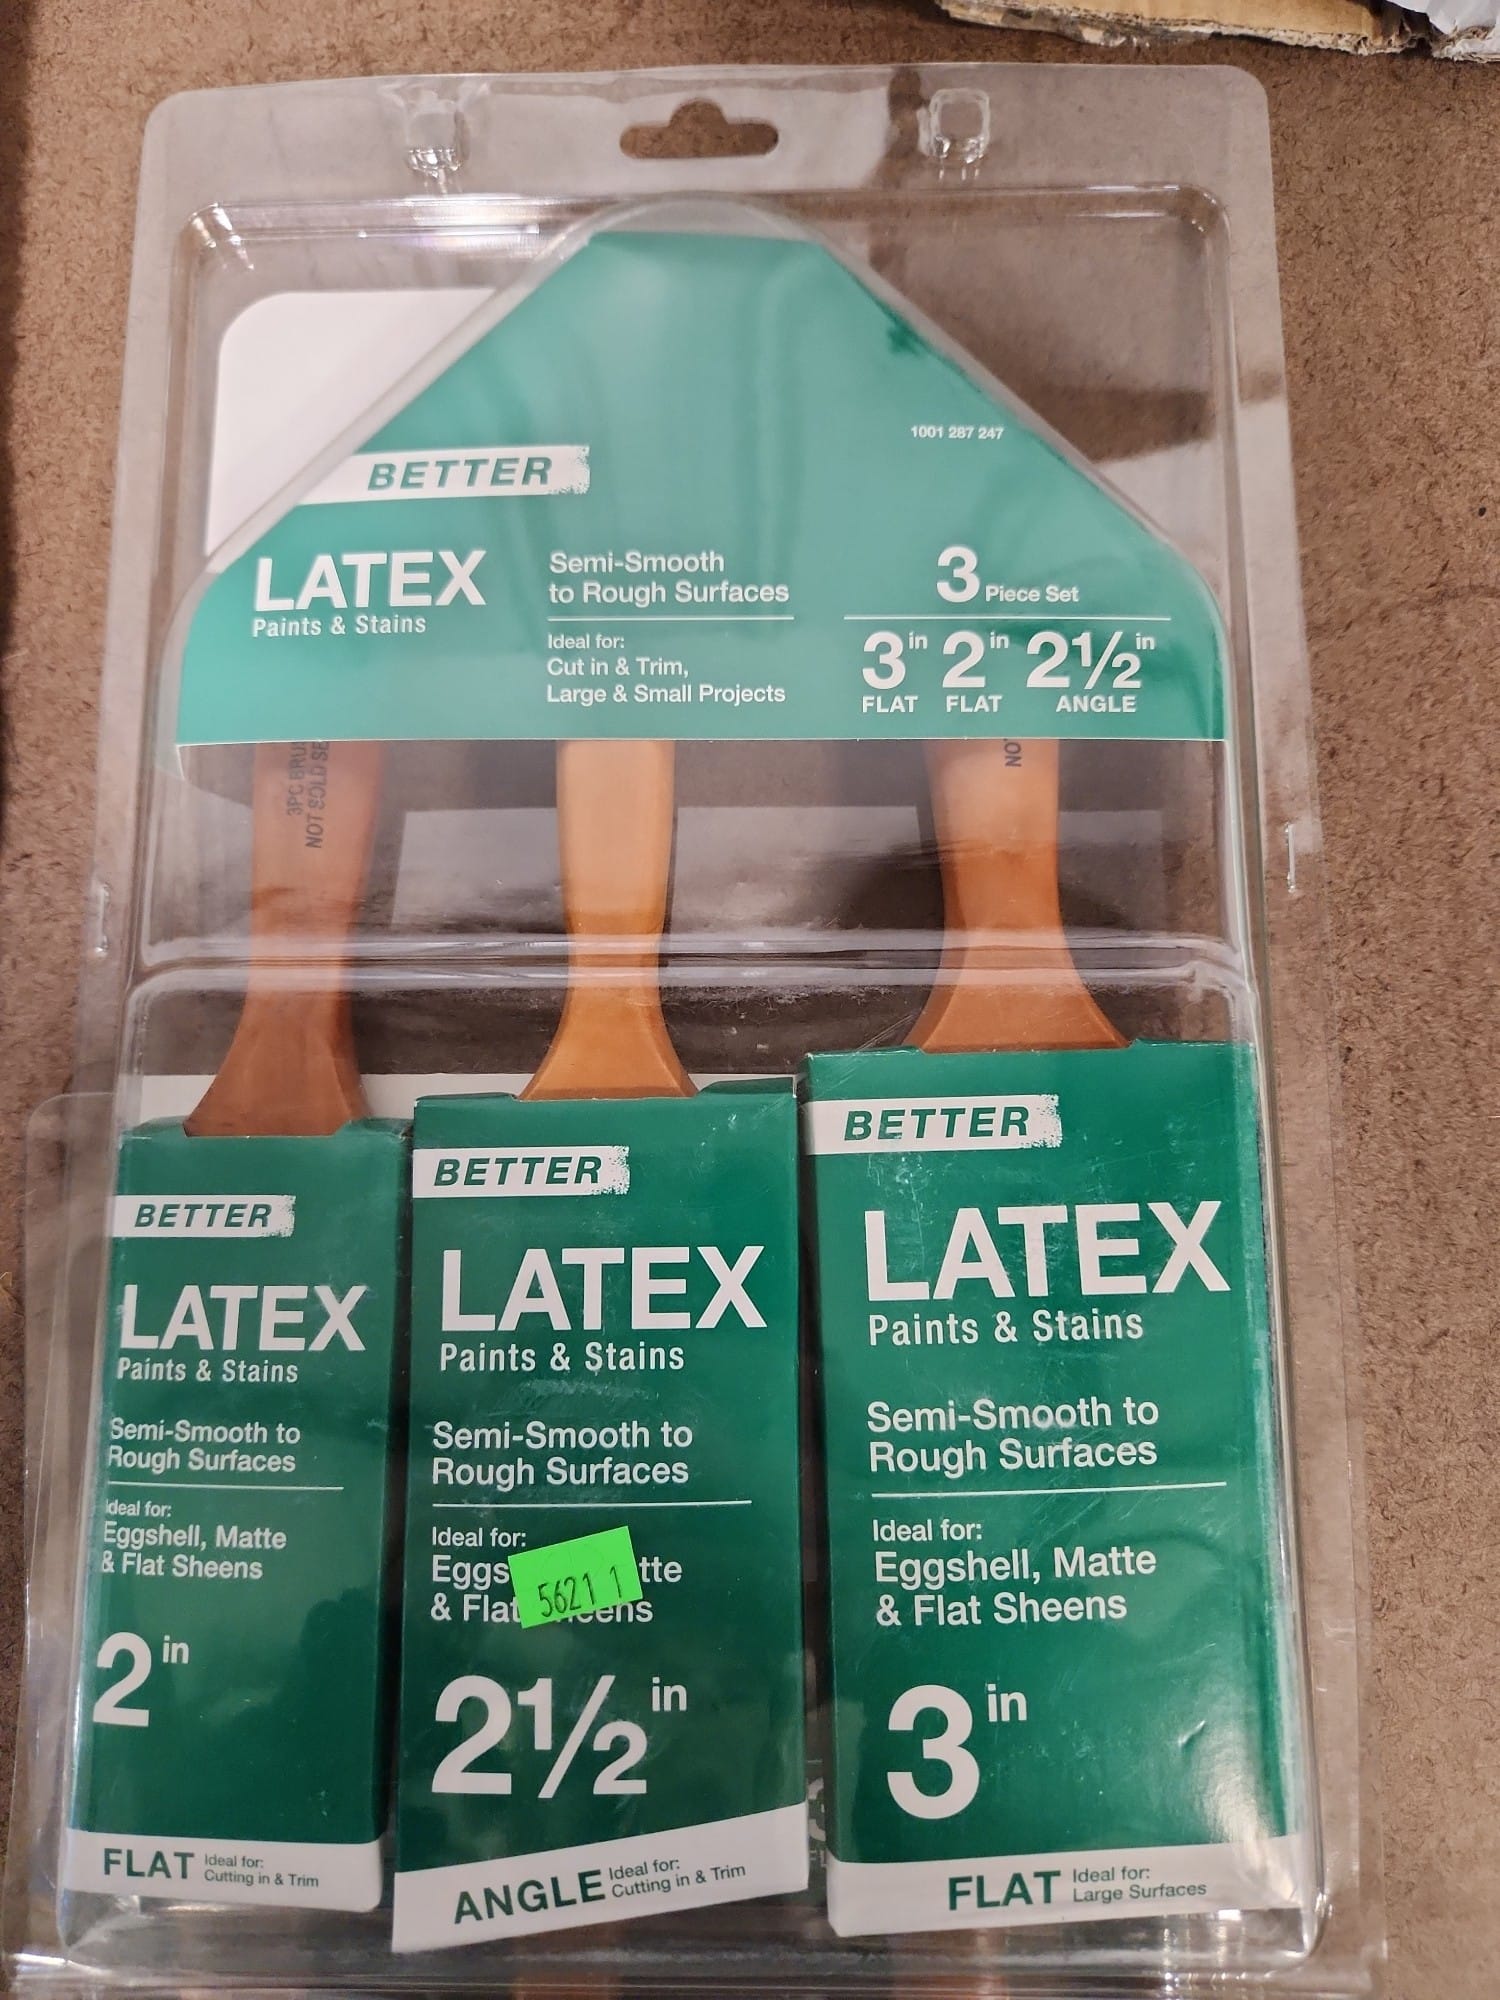 1001 287 247
BETTER
LATEX
Paints & Stains
Semi-Smooth
to Rough Surfaces
Ideal for:
Cut in & Trim,
Large & Small Projects
3 Piece Set
3 in 2 in 2½ in
FLAT FLAT ANGLE
3PC
NOT SOLD
BETTER
LATEX
Paints & Stains
Semi-Smooth to
Rough Surfaces
Ideal for:
Eggshell, Matte
& Flat Sheens
2 in
FLAT Ideal for:
Cutting in & Trim
BETTER
LATEX
Paints & Stains
Semi-Smooth to
Rough Surfaces
Ideal for:
& Flat
5621 1
2½ in
ANGLE Ideal for:
Cutting in & Trim
BETTER
LATEX
Paints & Stains
Semi-Smooth to
Rough Surfaces
Ideal for:
Eggshell, Matte
& Flat Sheens
3 in
FLAT Ideal for:
Large Surfaces